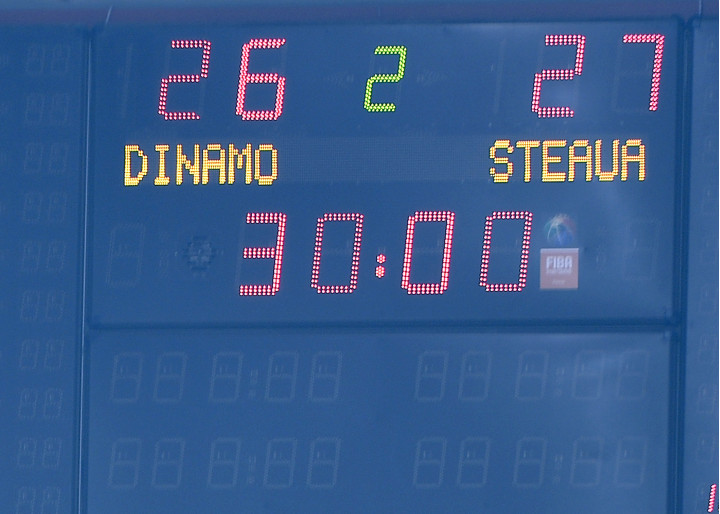 26 2 27
DINAMO STEAUA
30:00
FIBA